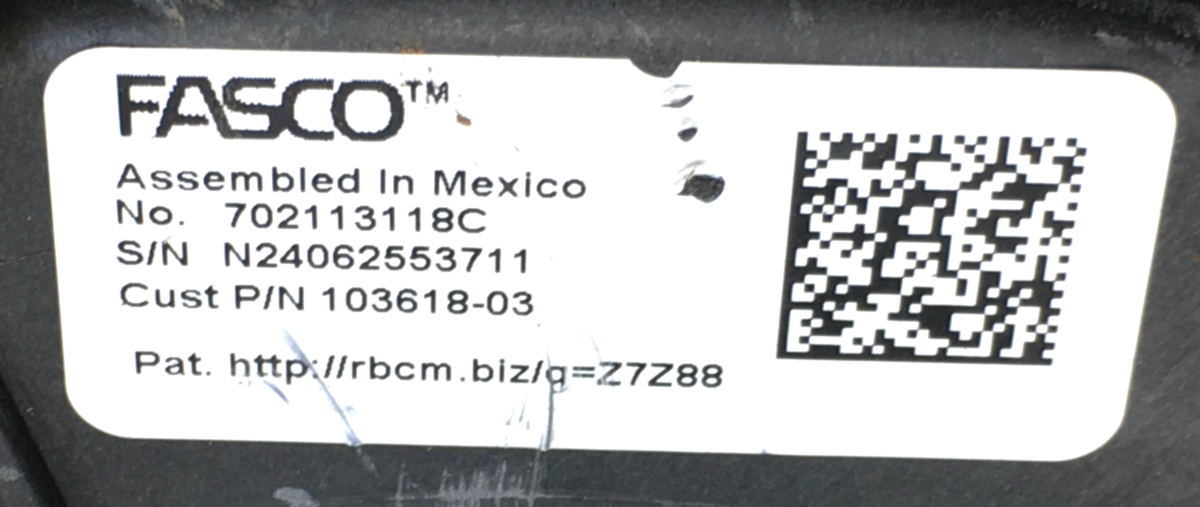 FASCO™
Assembled In Mexico
No. 702113118C
S/N N24062553711
Cust P/N 103618-03
Pat. http://rbcm.biz/q=Z7Z88